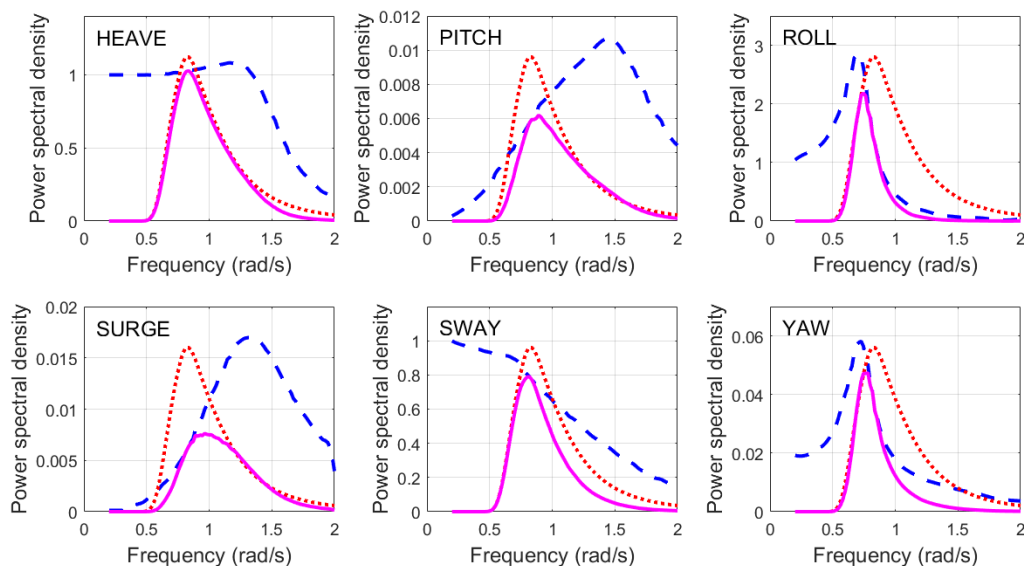 HEAVE
Power spectral density
1
0.5
0
0 0.5 1 1.5 2
Frequency (rad/s)
PITCH
Power spectral density
0.012
0.01
0.008
0.006
0.004
0.002
0
0 0.5 1 1.5 2
Frequency (rad/s)
ROLL
Power spectral density
3
2
1
0
0 0.5 1 1.5 2
Frequency (rad/s)
SURGE
Power spectral density
0.02
0.015
0.01
0.005
0
0 0.5 1 1.5 2
Frequency (rad/s)
SWAY
Power spectral density
1
0.8
0.6
0.4
0.2
0
0 0.5 1 1.5 2
Frequency (rad/s)
YAW
Power spectral density
0.06
0.04
0.02
0
0 0.5 1 1.5 2
Frequency (rad/s)